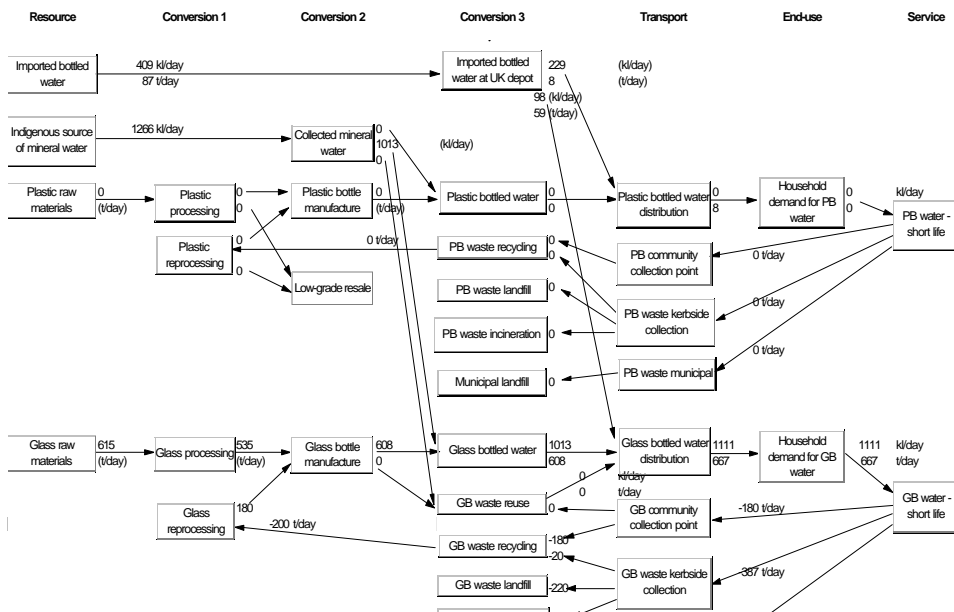 Resource Conversion 1 Conversion 2 Conversion 3 Transport End-use Service
Imported bottled
water
409 kl/day
87 t/day
Imported bottled
water at UK depot
229 (kl/day)
8 (t/day)
98 (kl/day)
59 (t/day)
Indigenous source
of mineral water
1266 kl/day
Collected mineral
water
0
1013 (kl/day)
0
Plastic raw
materials
0
(t/day)
Plastic
processing
0
0
Plastic bottle
manufacture
0
(t/day)
Plastic bottled water
0
0
Plastic bottled water
distribution
0
8
Household
demand for PB
water
0
0
kl/day
PB water -
short life
Plastic
reprocessing
0
0
0 t/day
PB waste recycling
0
0
PB community
collection point
0 t/day
Low-grade resale
PB waste landfill
0
PB waste kerbside
collection
0 t/day
PB waste incineration
0
0 t/day
Municipal landfill
0
PB waste municipal
Glass raw
materials
615
(t/day)
Glass processing
535
(t/day)
Glass bottle
manufacture
608
0
Glass bottled water
1013
608
Glass bottled water
distribution
1111
667
Household
demand for GB
water
1111 kl/day
667 t/day
0 kl/day
0 t/day
GB water -
short life
Glass
reprocessing
180
-200 t/day
GB waste reuse
0
GB community
collection point
-180 t/day
GB waste recycling
-180
-20
GB waste kerbside
collection
-387 t/day
GB waste landfill
-220